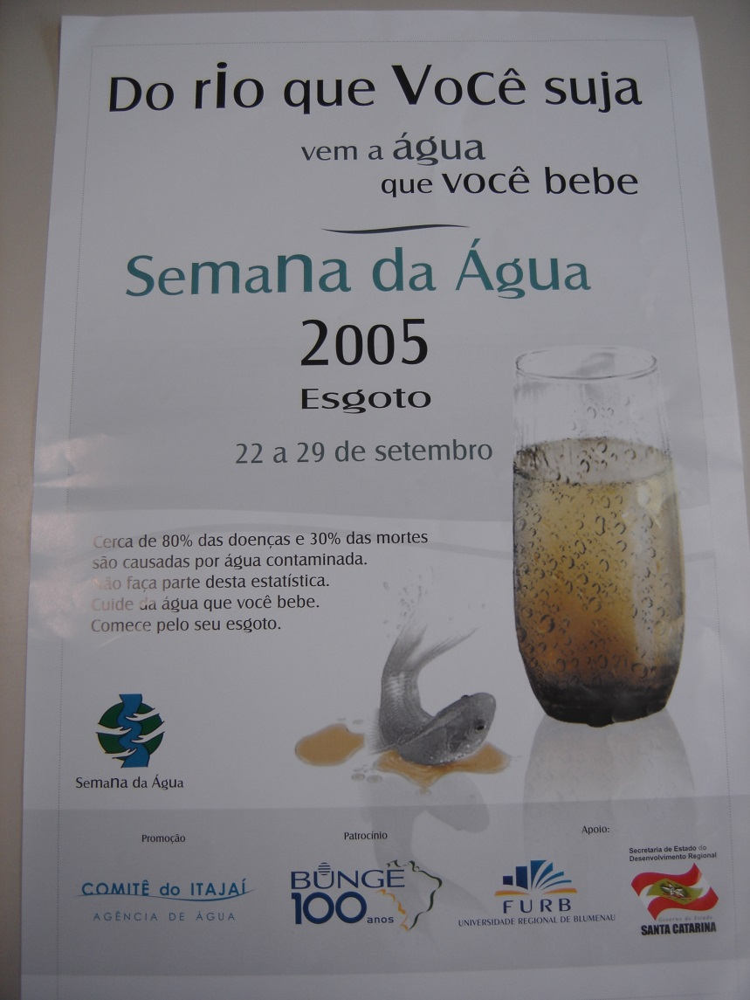 Do rio que Você suja
vem a água
que você bebe
Semana da Água
2005
Esgoto
22 a 29 de setembro
Cerca de 80% das doenças e 30% das mortes
são causadas por água contaminada.
Não faça parte desta estatística.
Cuide da água que você bebe.
Comece pelo seu esgoto.
Semana da Água
Promoção
Patrocínio
Apoio:
COMITÊ do ITAJAÍ
AGÊNCIA DE ÁGUA
BUNGE
100 anos
FURB
UNIVERSIDADE REGIONAL DE BLUMENAU
Secretaria de Estado do
Desenvolvimento Regional
Governo do Estado
SANTA CATARINA